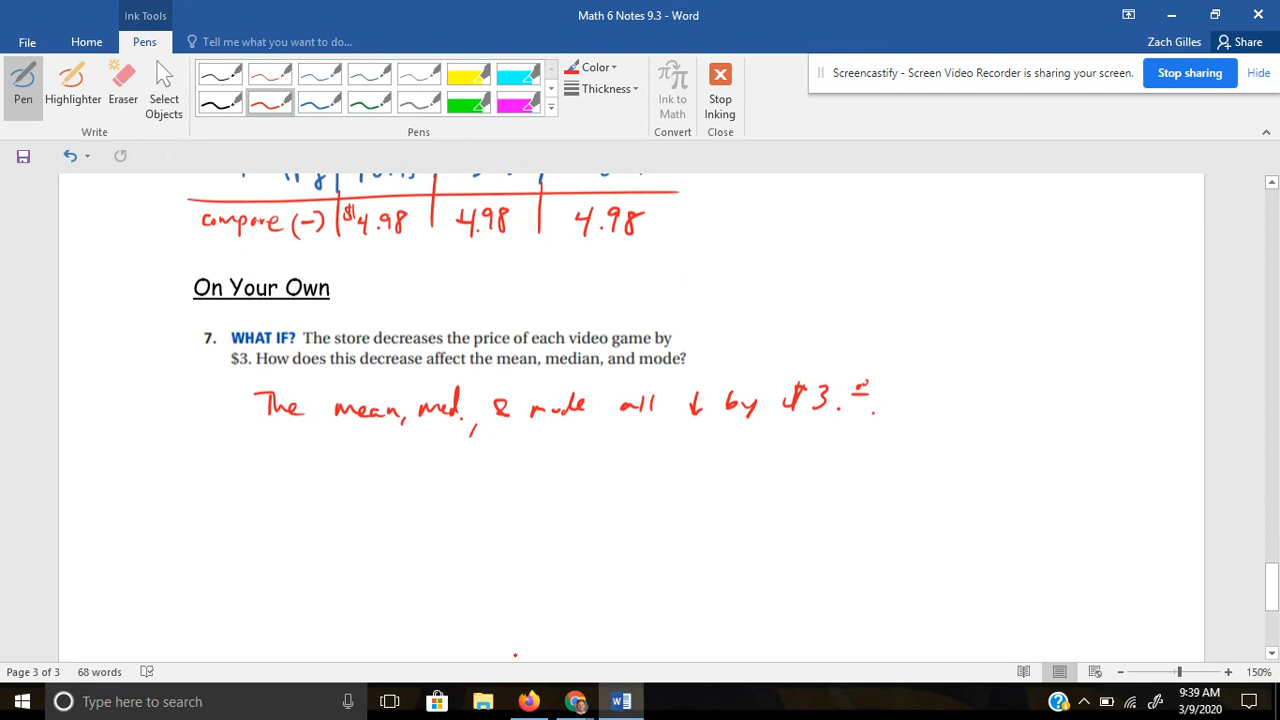 Ink Tools
Math 6 Notes 9.3 - Word
File Home Pens Tell me what you want to do... Zach Gilles Share
Screencastify - Screen Video Recorder is sharing your screen. Stop sharing Hide
Pen Highlighter Eraser Select Objects
Color
Thickness
Ink to Math
Stop Inking
Write Pens Convert Close
compare (-) $4.98 4.98 4.98
On Your Own
7. WHAT IF? The store decreases the price of each video game by
$3. How does this decrease affect the mean, median, and mode?
The mean, med., & mode all ↓ by $3.
Page 3 of 3 68 words 150%
Type here to search
9:39 AM
3/9/2020